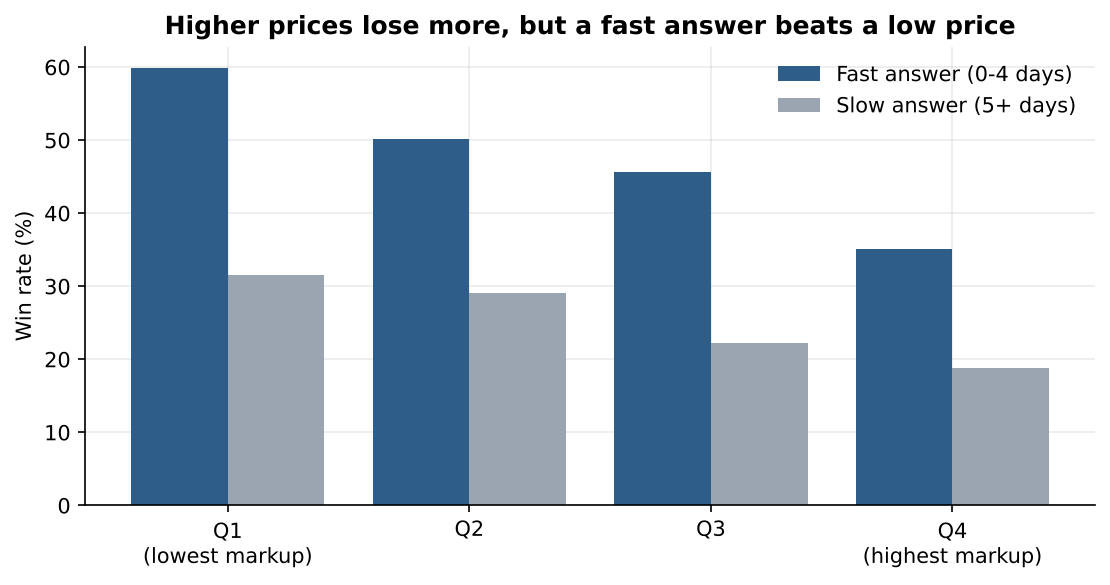 Higher prices lose more, but a fast answer beats a low price
Fast answer (0-4 days)
Slow answer (5+ days)
Win rate (%)
60
50
40
30
20
10
0
Q1
(lowest markup)
Q2
Q3
Q4
(highest markup)